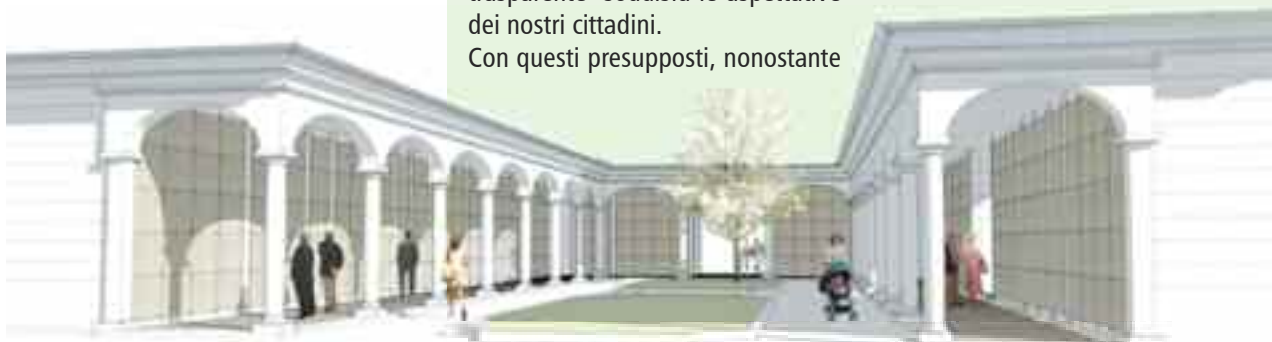 dei nostri cittadini.
Con questi presupposti, nonostante